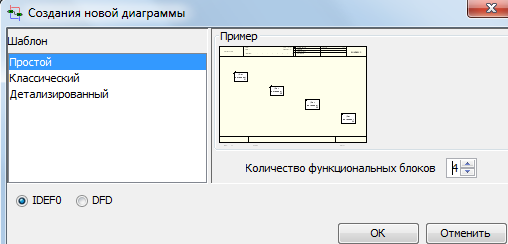 Создания новой диаграммы
Шаблон
Простой
Классический
Детализированный
Пример
Количество функциональных блоков 4
IDEF0 DFD
OK Отменить